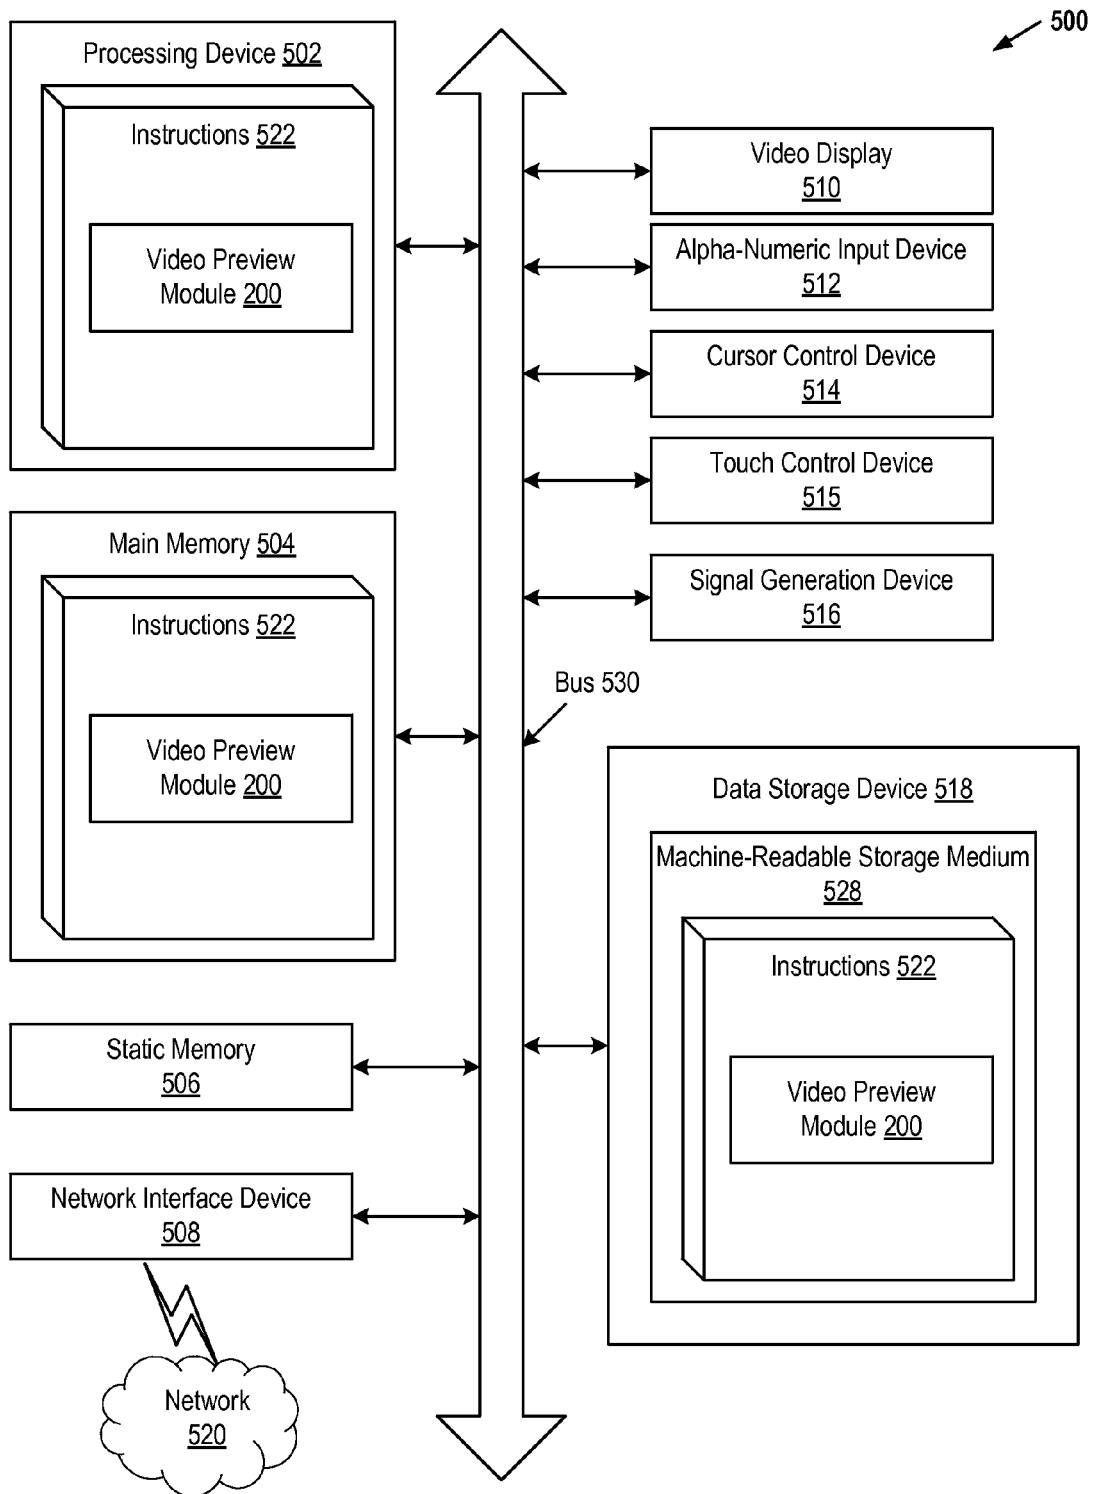 500
Processing Device 502
Instructions 522
Video Preview
Module 200
Main Memory 504
Instructions 522
Video Preview
Module 200
Static Memory
506
Network Interface Device
508
Network
520
Video Display
510
Alpha-Numeric Input Device
512
Cursor Control Device
514
Touch Control Device
515
Signal Generation Device
516
Bus 530
Data Storage Device 518
Machine-Readable Storage Medium
528
Instructions 522
Video Preview
Module 200